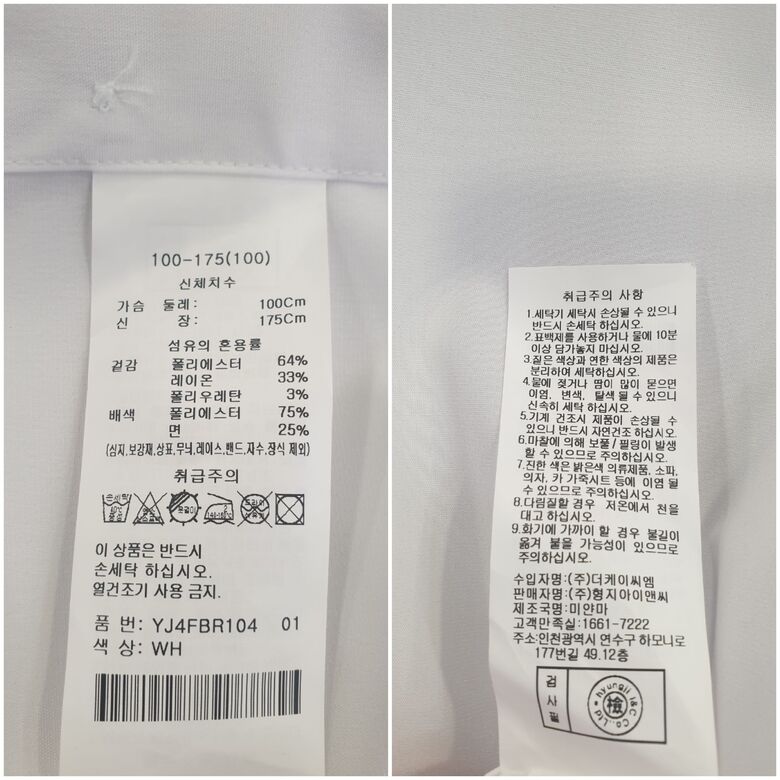 100-175(100)
신체치수
가슴 둘레: 100Cm
신 장: 175Cm
섬유의 혼용률
겉감 폴리에스터 64%
레이온 33%
폴리우레탄 3%
배색 폴리에스터 75%
면 25%
(심지,보강재,상표,무늬,레이스,밴드,자수,장식 제외)
취급주의
이 상품은 반드시
손세탁 하십시오.
열건조기 사용 금지.
품 번: YJ4FBR104 01
색 상: WH
취급주의 사항
1.세탁기 세탁시 손상될 수 있으니
반드시 손세탁 하십시오.
2.표백제를 사용하거나 물에 10분
이상 담가놓지 마십시오.
3.짙은 색상과 연한 색상의 제품은
분리하여 세탁하십시오.
4.물에 젖거나 땀이 많이 묻으면
이염, 변색, 탈색 될 수 있으니
신속히 세탁 하십시오.
5.기계 건조시 제품이 손상될 수
있으니 반드시 자연건조 하십시오.
6.마찰에 의해 보풀/필링이 발생
할 수 있으므로 주의하십시오.
7.진한 색은 밝은색 의류제품, 소파,
의자, 카 가죽시트 등에 이염 될
수 있으므로 주의하십시오.
8.다림질할 경우 저온에서 천을
대고 하십시오.
9.화기에 가까이 할 경우 불길이
옮겨 붙을 가능성이 있으므로
주의하십시오.
수입자명:(주)더케이씨엠
판매자명:(주)형지아이앤씨
제조국명:미얀마
고객만족실:1661-7222
주소:인천광역시 연수구 하모니로
177번길 49.12층
검사필
hyungji I&C Co.,Ltd
檢